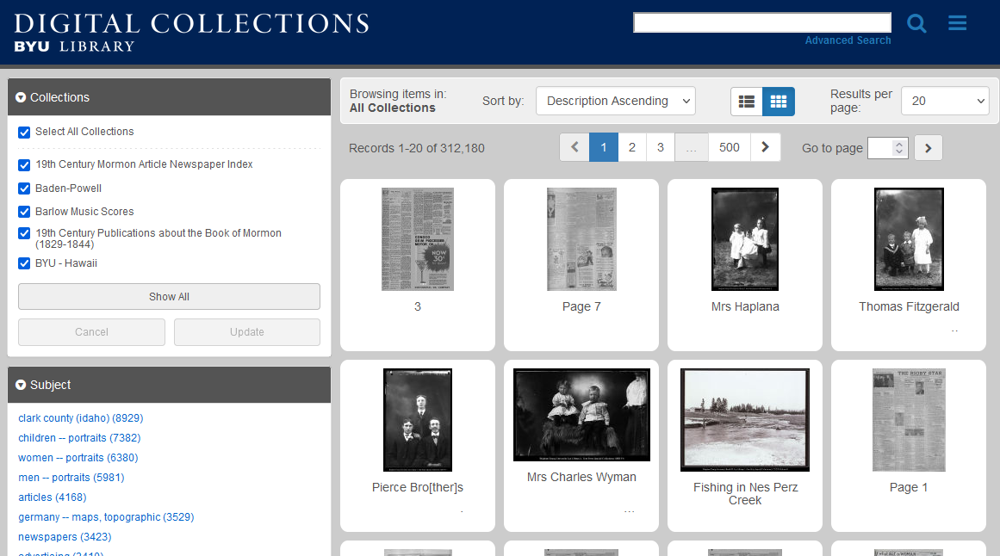 DIGITAL COLLECTIONS
BYU LIBRARY
Advanced Search
Collections
Select All Collections
19th Century Mormon Article Newspaper Index
Baden-Powell
Barlow Music Scores
19th Century Publications about the Book of Mormon
(1829-1844)
BYU - Hawaii
Show All
Cancel
Update
Subject
clark county (idaho) (8929)
children -- portraits (7382)
women -- portraits (6380)
men -- portraits (5981)
articles (4168)
germany -- maps, topographic (3529)
newspapers (3423)
Browsing items in:
All Collections
Sort by:
Description Ascending
Results per
page:
20
Records 1-20 of 312,180
1
2
3
...
500
Go to page
CONOCO
NOW
30¢
3
Page 7
Mrs Haplana
Thomas Fitzgerald
THE RIGBY STAR
Pierce Bro[ther]s
Mrs Charles Wyman
Fishing in Nes Perz
Creek
Page 1